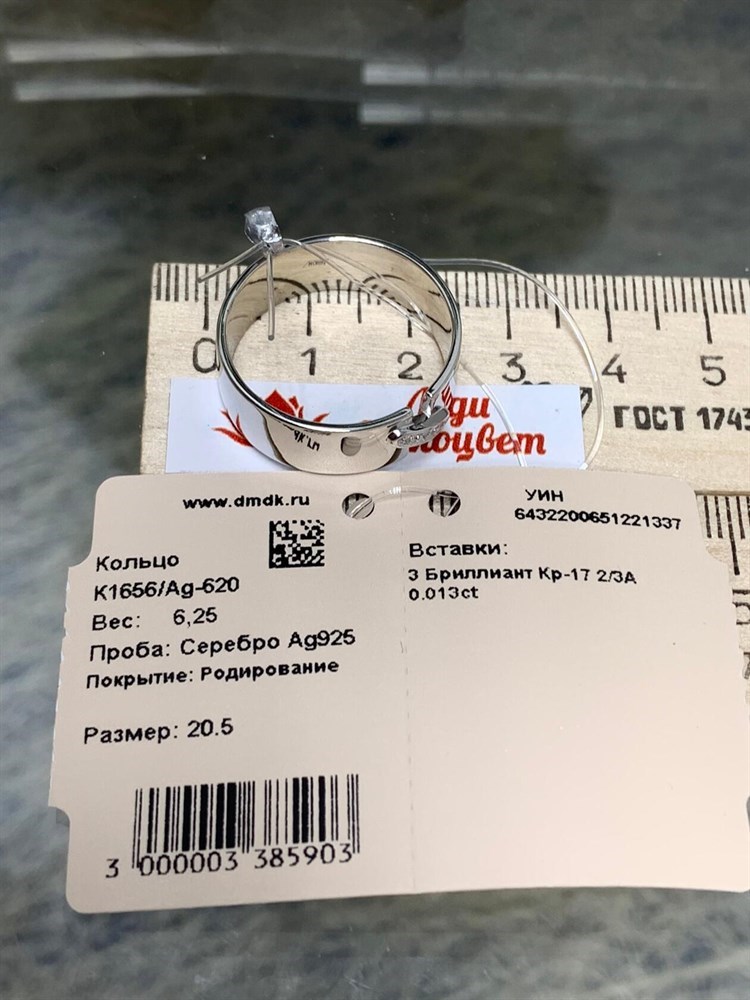 0 1 2 3 4 5
ГОСТ 1743
www.dmdk.ru
Кольцо
К1656/Ag-620
Вес: 6,25
Проба: Серебро Ag925
Покрытие: Родирование
Размер: 20.5
3 000003 385903
УИН
6432200651221337
Вставки:
3 Бриллиант Кр-17 2/3А
0.013ct